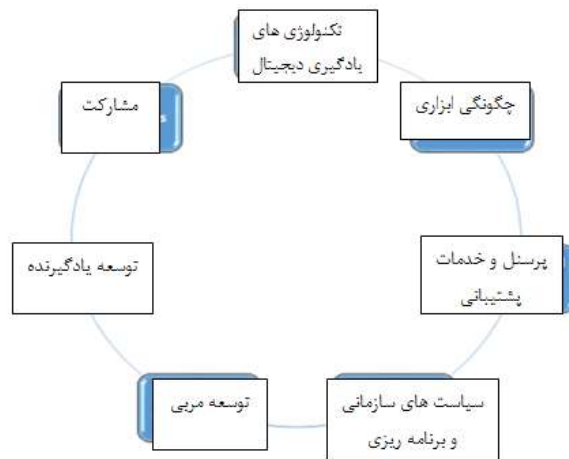 تکنولوژی های
یادگیری دیجیتال
چگونگی ابزاری
پرسنل و خدمات
پشتیبانی
سیاست های سازمانی
و برنامه ریزی
توسعه مربی
توسعه یادگیرنده
مشارکت